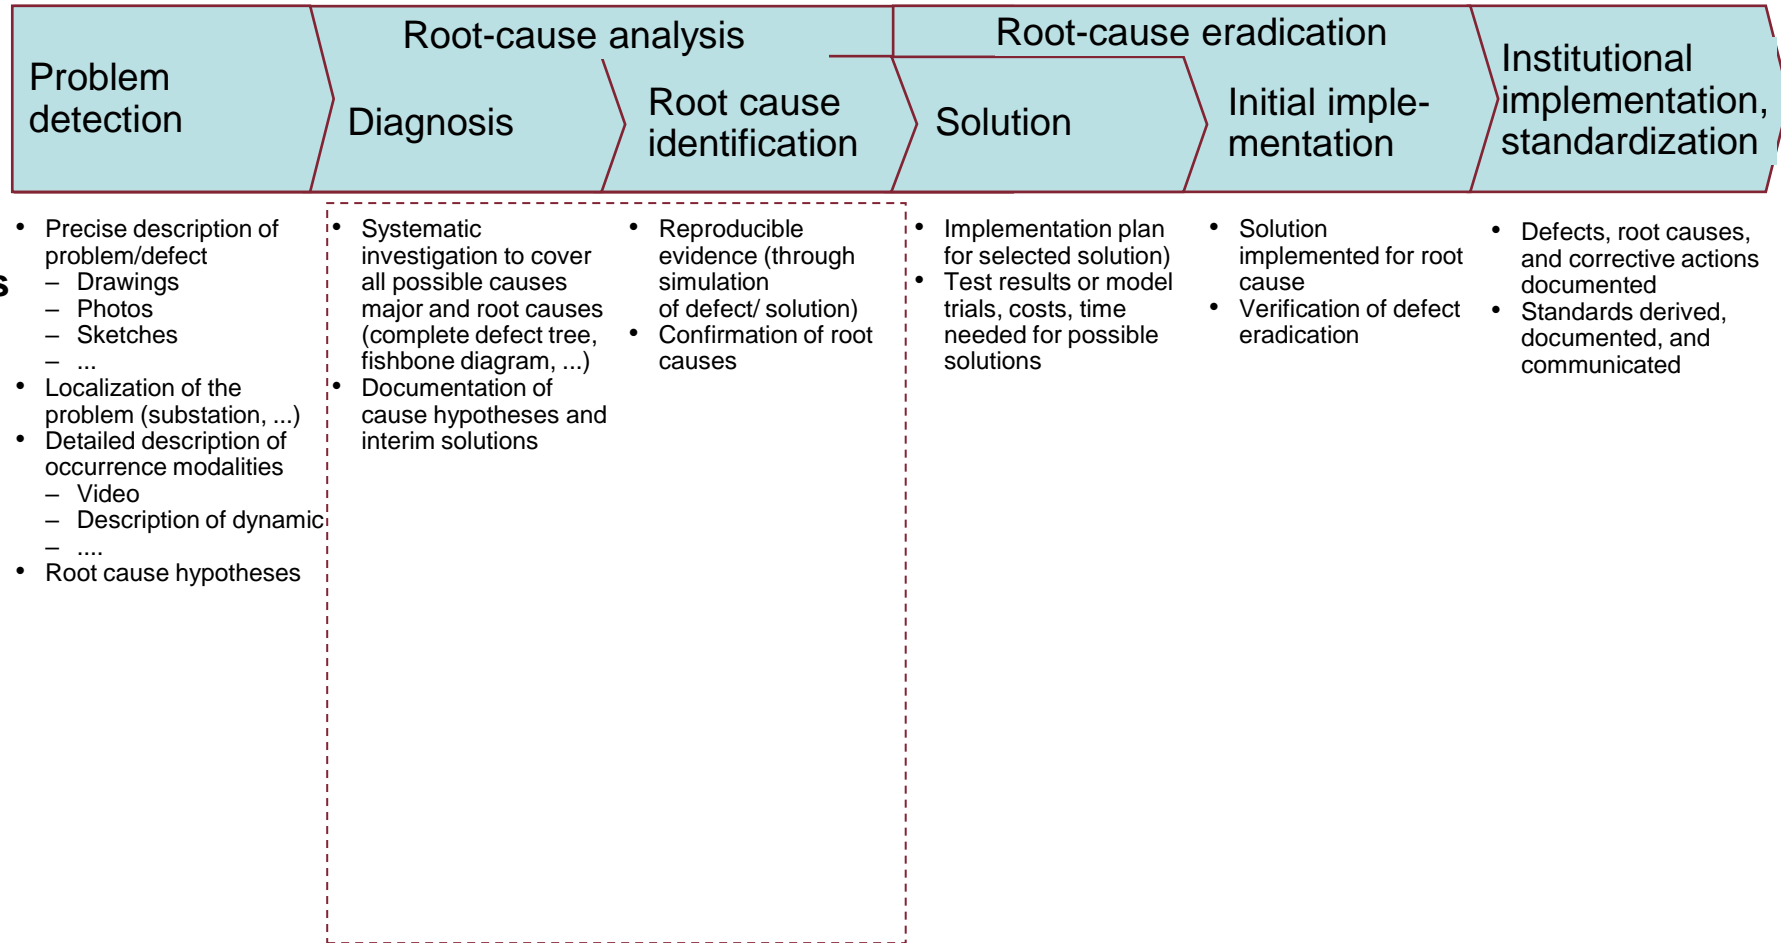 Root-cause analysis
Root-cause eradication
Problem
detection
Diagnosis
Root cause
identification
Solution
Initial imple-
mentation
Institutional
implementation,
standardization
s
• Precise description of
problem/defect
– Drawings
– Photos
– Sketches
– ...
• Localization of the
problem (substation, ...)
• Detailed description of
occurrence modalities
– Video
– Description of dynamic
– ....
• Root cause hypotheses
• Systematic
investigation to cover
all possible causes
major and root causes
(complete defect tree,
fishbone diagram, ...)
• Documentation of
cause hypotheses and
interim solutions
• Reproducible
evidence (through
simulation
of defect/ solution)
• Confirmation of root
causes
• Implementation plan
for selected solution)
• Test results or model
trials, costs, time
needed for possible
solutions
• Solution
implemented for root
cause
• Verification of defect
eradication
• Defects, root causes,
and corrective actions
documented
• Standards derived,
documented, and
communicated